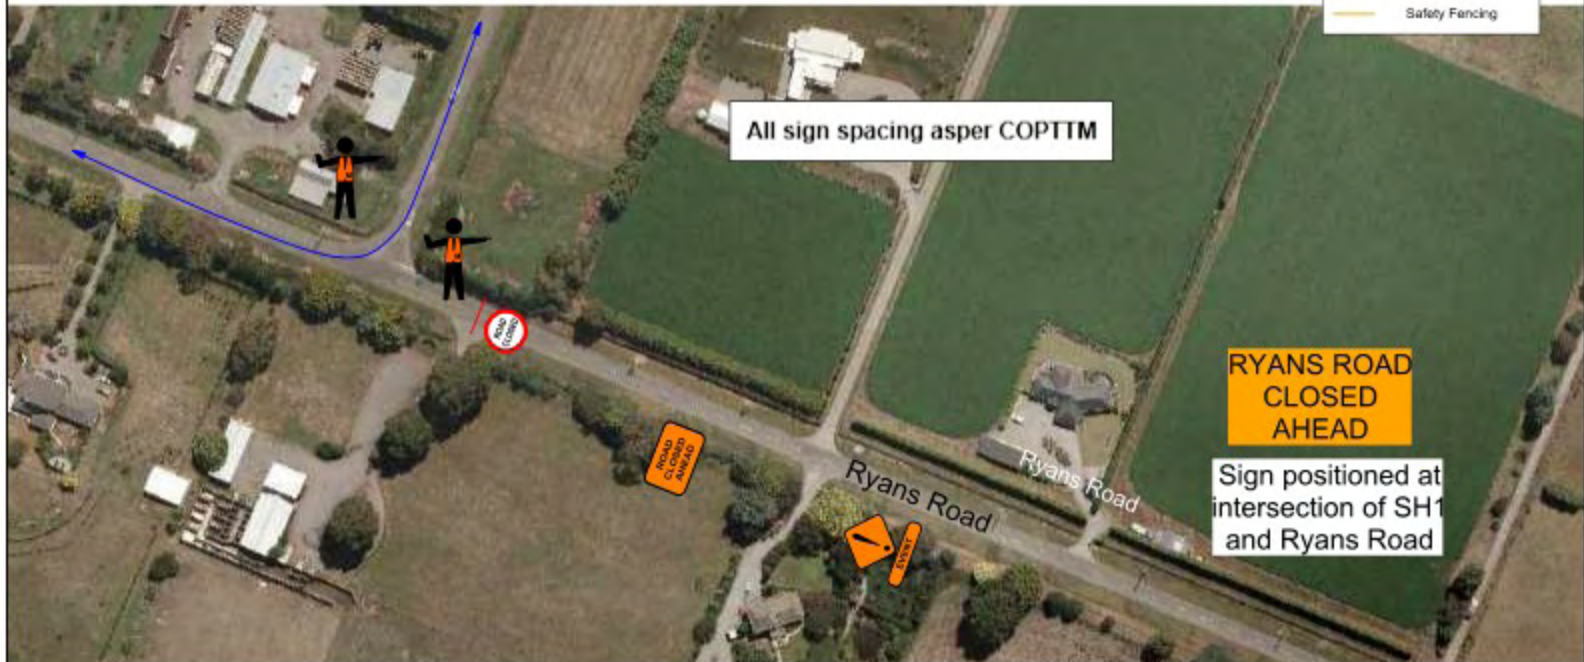 Safety Fencing
All sign spacing asper COPTTM
ROAD
CLOSED
ROAD
CLOSED
AHEAD
Ryans Road
Ryans Road
EVENT
RYANS ROAD
CLOSED
AHEAD
Sign positioned at
intersection of SH1
and Ryans Road